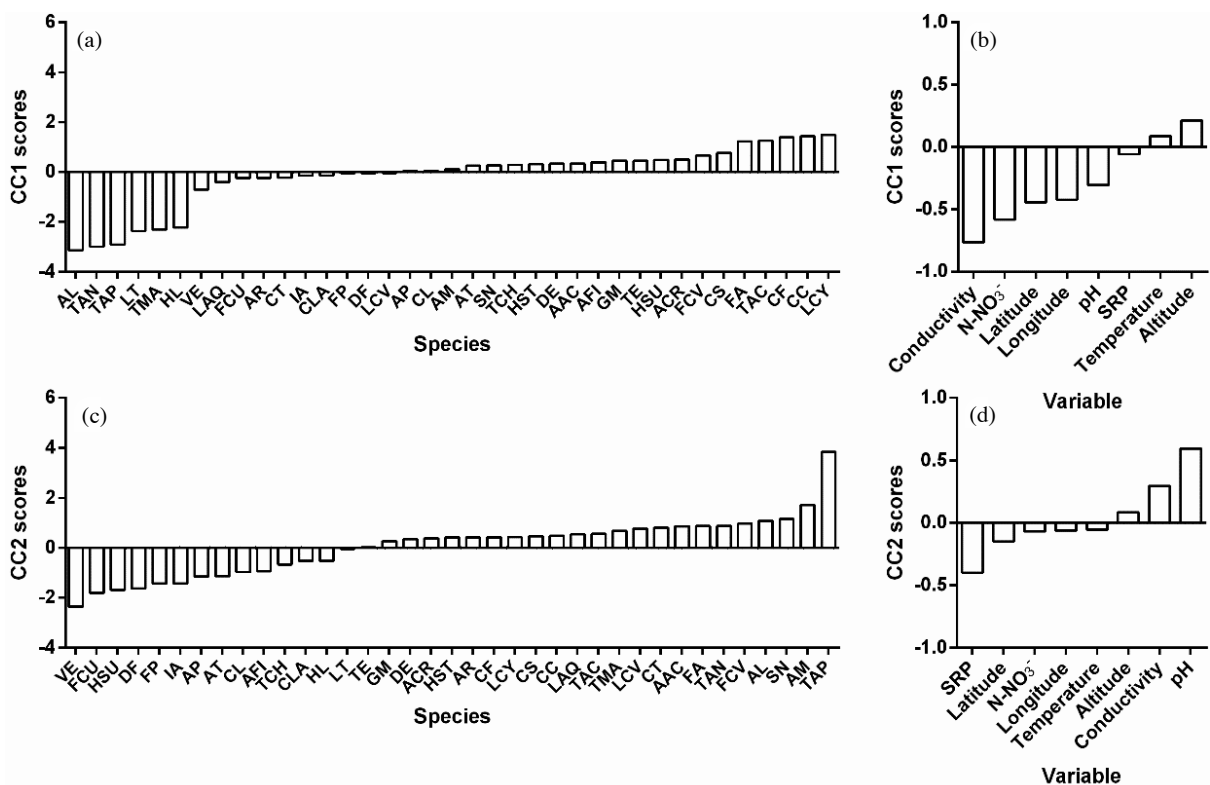 (a)
CC1 scores
6
4
2
0
-2
-4
AL TAN TAP LT TMA HL VE LAQ FCU AR CT IA CLA FP DF LCV AP CL AM AT SN TCH HST DE AAC AFI GM TE HSU ACR FCV CS FA TAC CF CC LCY
Species
(b)
CC1 scores
1.0
0.5
0.0
-0.5
-1.0
Conductivity N-NO3- Latitude Longitude pH SRP Temperature Altitude
Variable
(c)
CC2 scores
6
4
2
0
-2
-4
VE FCU HSU DF FP IA AP AT CL AFI TCH CLA HL LT TE GM DE ACR HST AR CF LCY CS CC LAQ TAC TMA LCV CT AAC FA TAN FCV AL SN AM TAP
Species
(d)
CC2 scores
1.0
0.5
0.0
-0.5
-1.0
SRP Latitude N-NO3- Longitude Temperature Altitude Conductivity pH
Variable